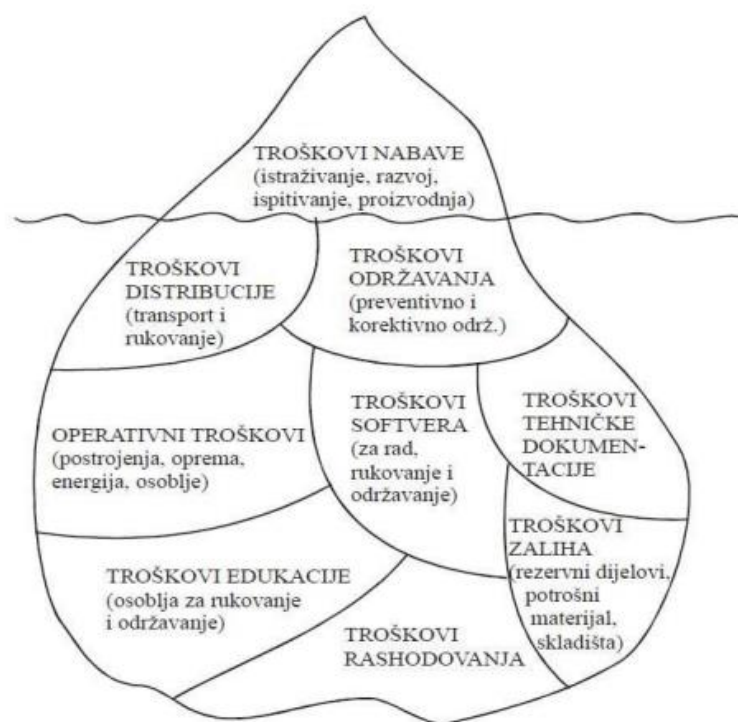 TROŠKOVI NABAVE
(istraživanje, razvoj,
ispitivanje, proizvodnja)
TROŠKOVI
DISTRIBUCIJE
(transport i
rukovanje)
TROŠKOVI
ODRŽAVANJA
(preventivno i
korektivno održ.)
OPERATIVNI TROŠKOVI
(postrojenja, oprema,
energija, osoblje)
TROŠKOVI
SOFTVERA
(za rad,
rukovanje i
održavanje)
TROŠKOVI
TEHNIČKE
DOKUMEN-
TACIJE
TROŠKOVI EDUKACIJE
(osoblja za rukovanje
i održavanje)
TROŠKOVI
RASHODOVANJA
TROŠKOVI
ZALIHA
(rezervni dijelovi,
potrošni
materijal,
skladišta)